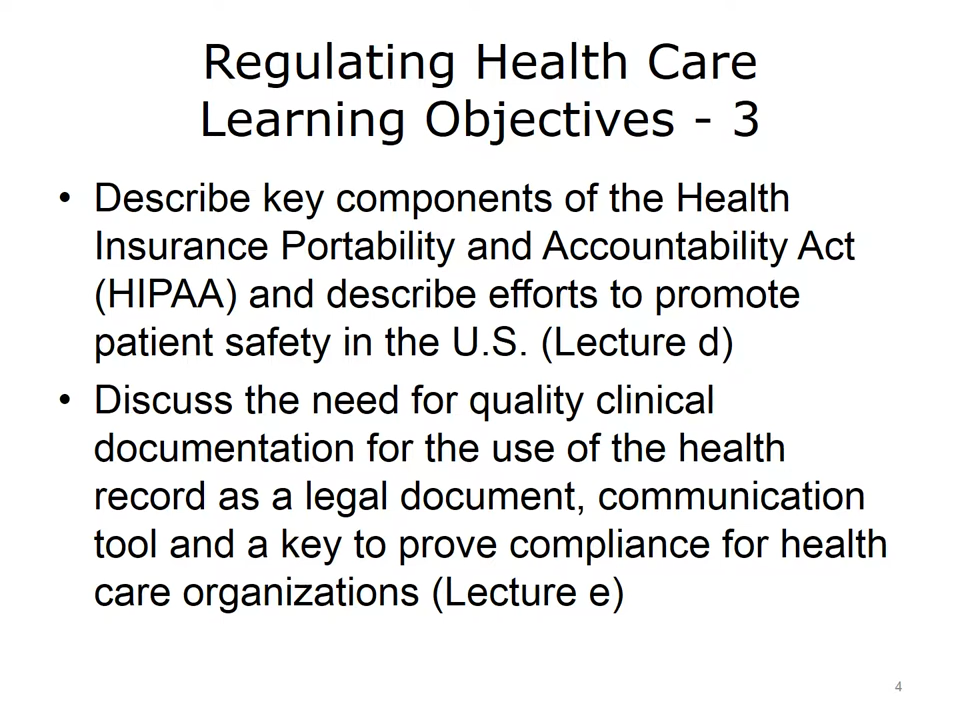 Regulating Health Care
Learning Objectives - 3
• Describe key components of the Health
Insurance Portability and Accountability Act
(HIPAA) and describe efforts to promote
patient safety in the U.S. (Lecture d)
• Discuss the need for quality clinical
documentation for the use of the health
record as a legal document, communication
tool and a key to prove compliance for health
care organizations (Lecture e)
4